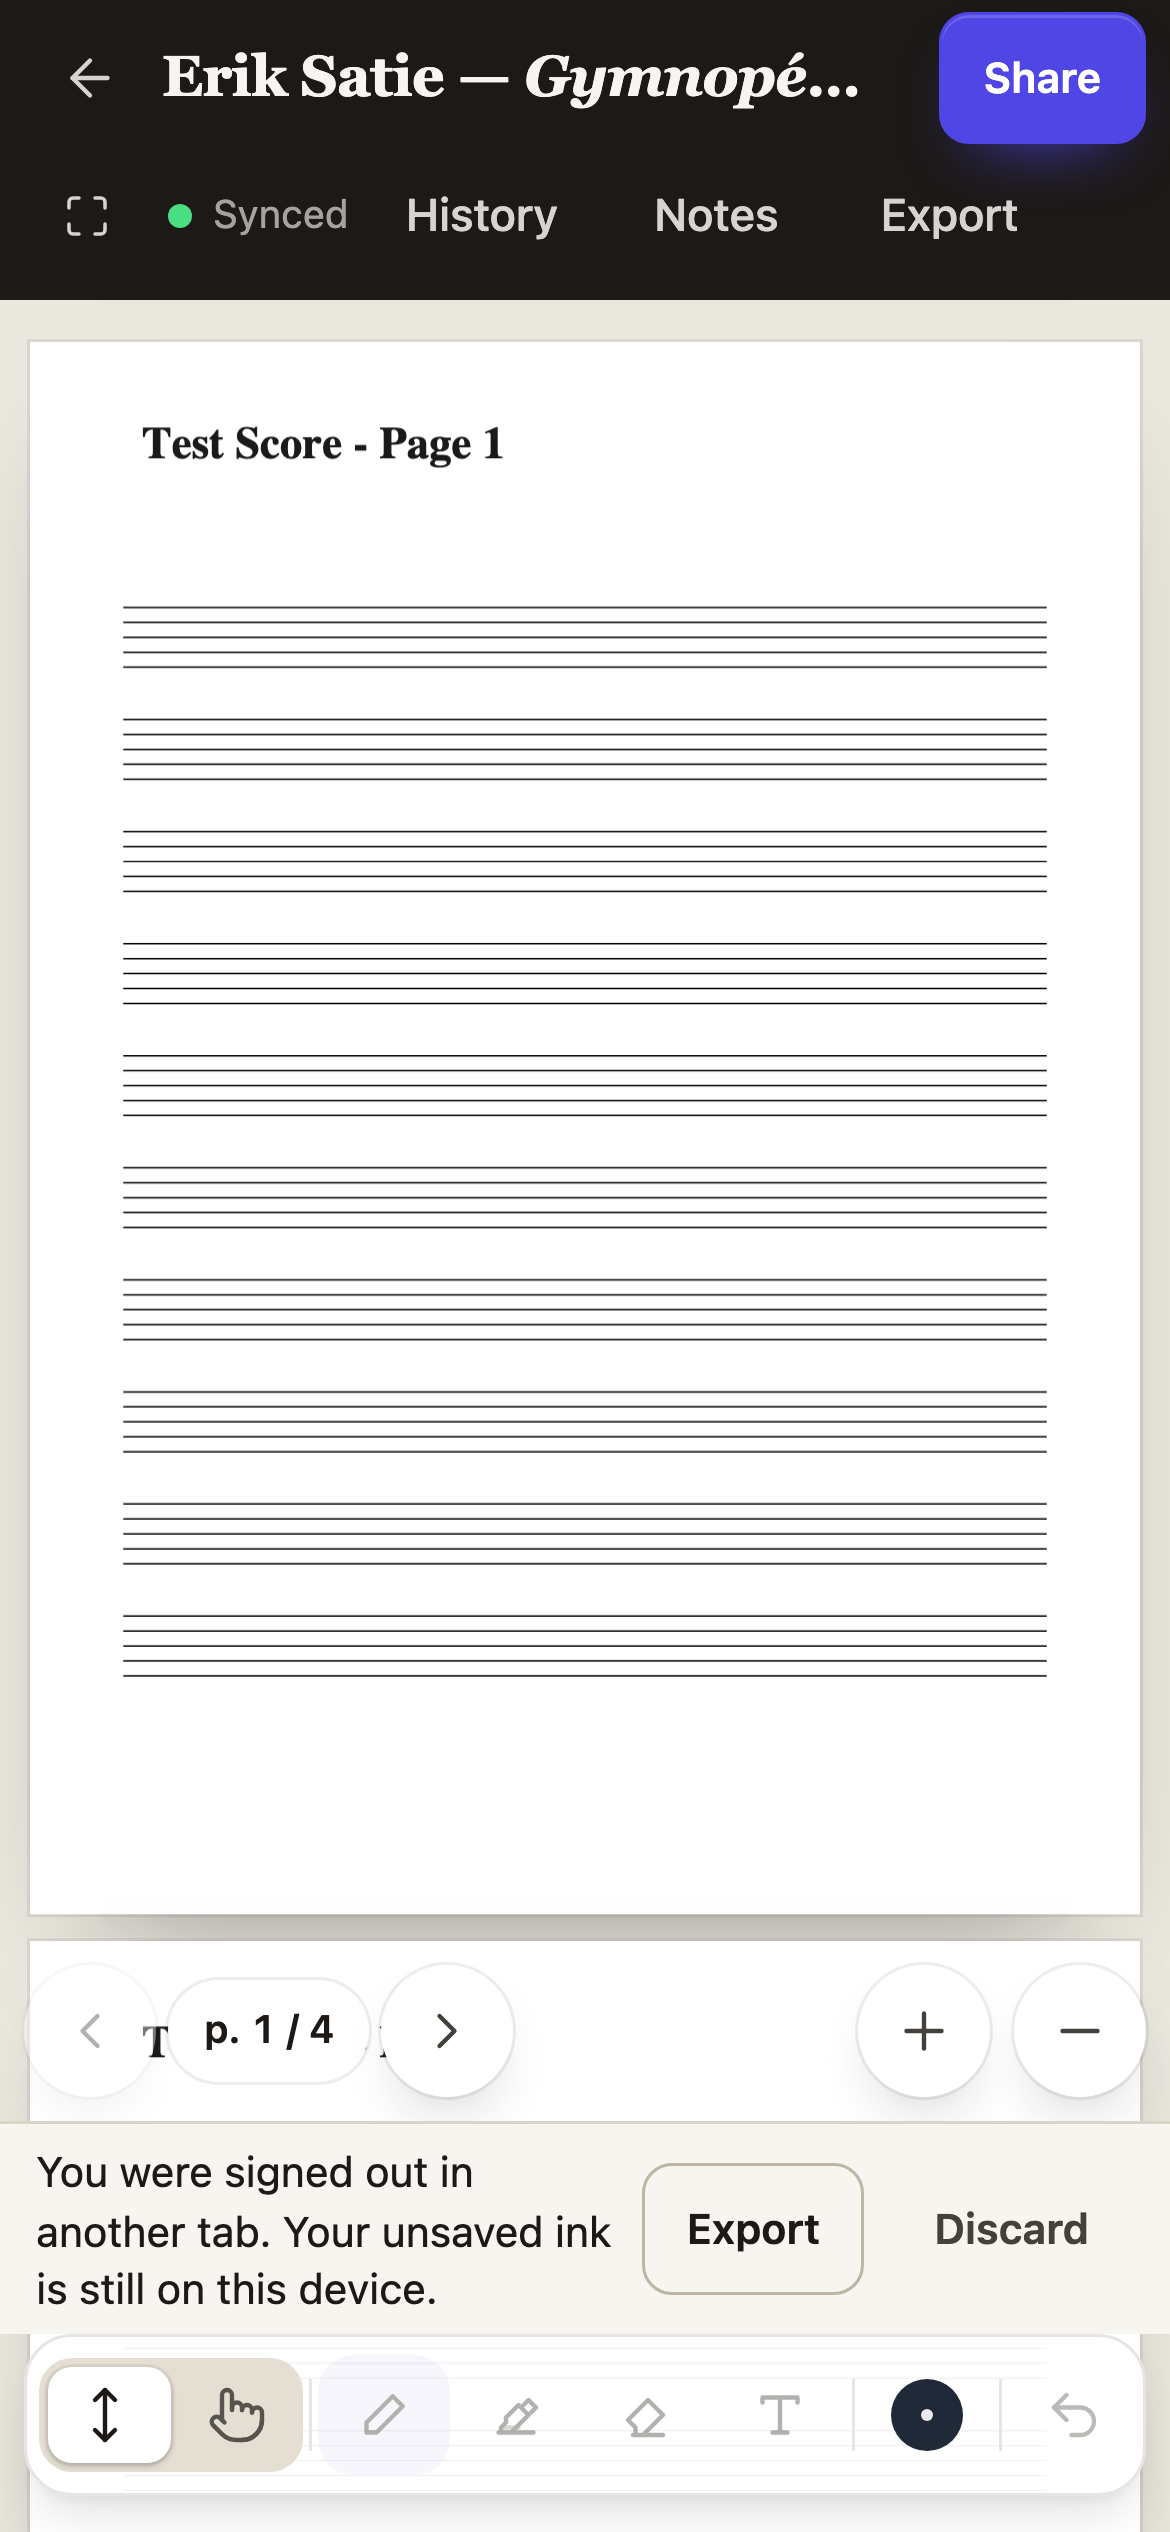 Erik Satie — Gymnopé...
Share
Synced
History
Notes
Export
Test Score - Page 1
p. 1 / 4
You were signed out in
another tab. Your unsaved ink
is still on this device.
Export
Discard